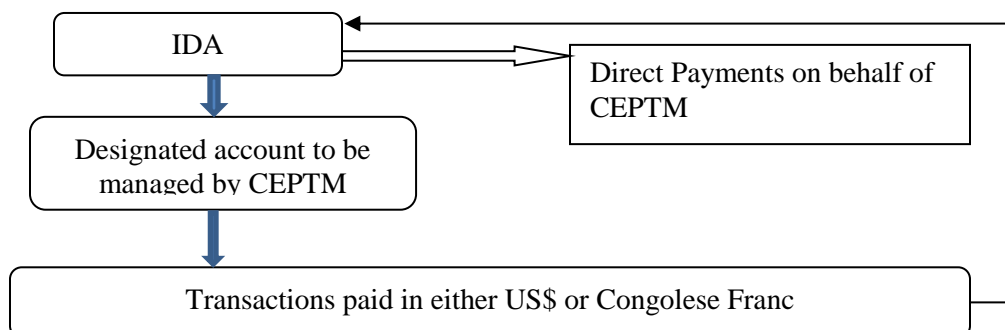 IDA
Direct Payments on behalf of
CEPTM
Designated account to be
managed by CEPTM
Transactions paid in either US$ or Congolese Franc